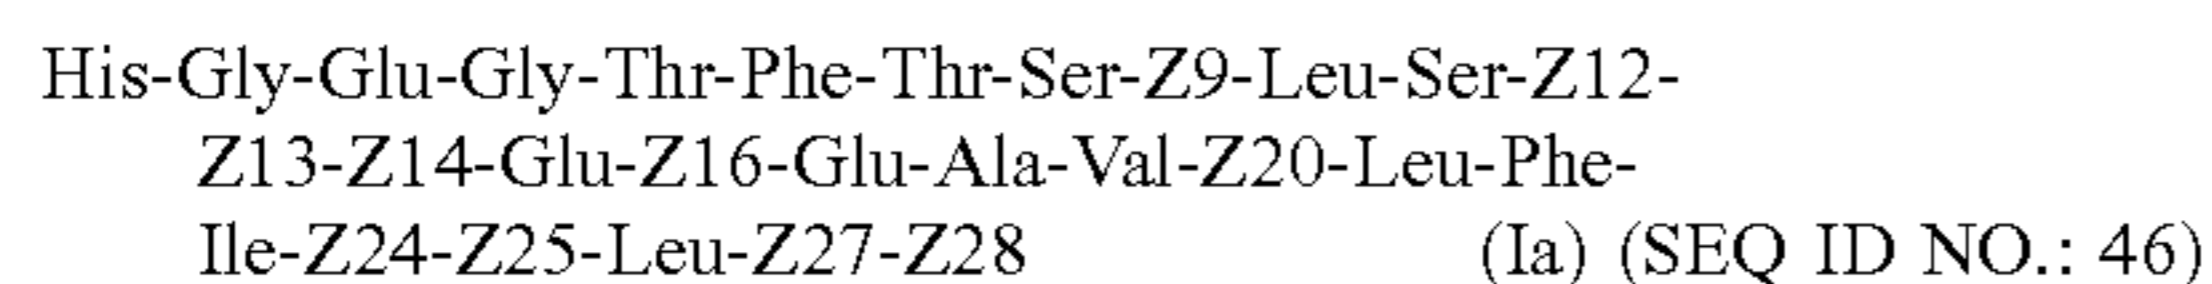 His-Gly-Glu-Gly-Thr-Phe-Thr-Ser-Z9-Leu-Ser-Z12-
Z13-Z14-Glu-Z16-Glu-Ala-Val-Z20-Leu-Phe-
Ile-Z24-Z25-Leu-Z27-Z28 (Ia) (SEQ ID NO.: 46)